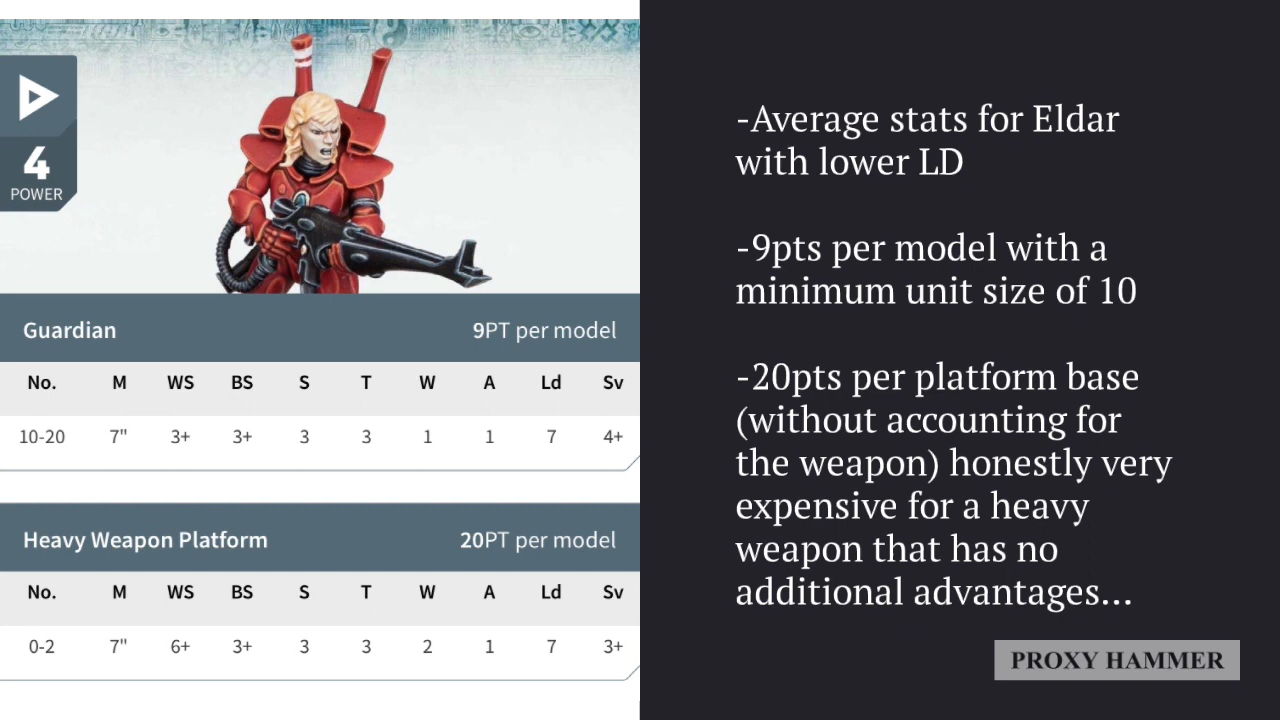 4
POWER
Guardian 9PT per model
No. M WS BS S T W A Ld Sv
10-20 7" 3+ 3+ 3 3 1 1 7 4+
Heavy Weapon Platform 20PT per model
No. M WS BS S T W A Ld Sv
0-2 7" 6+ 3+ 3 3 2 1 7 3+
-Average stats for Eldar
with lower LD
-9pts per model with a
minimum unit size of 10
-20pts per platform base
(without accounting for
the weapon) honestly very
expensive for a heavy
weapon that has no
additional advantages...
PROXY HAMMER